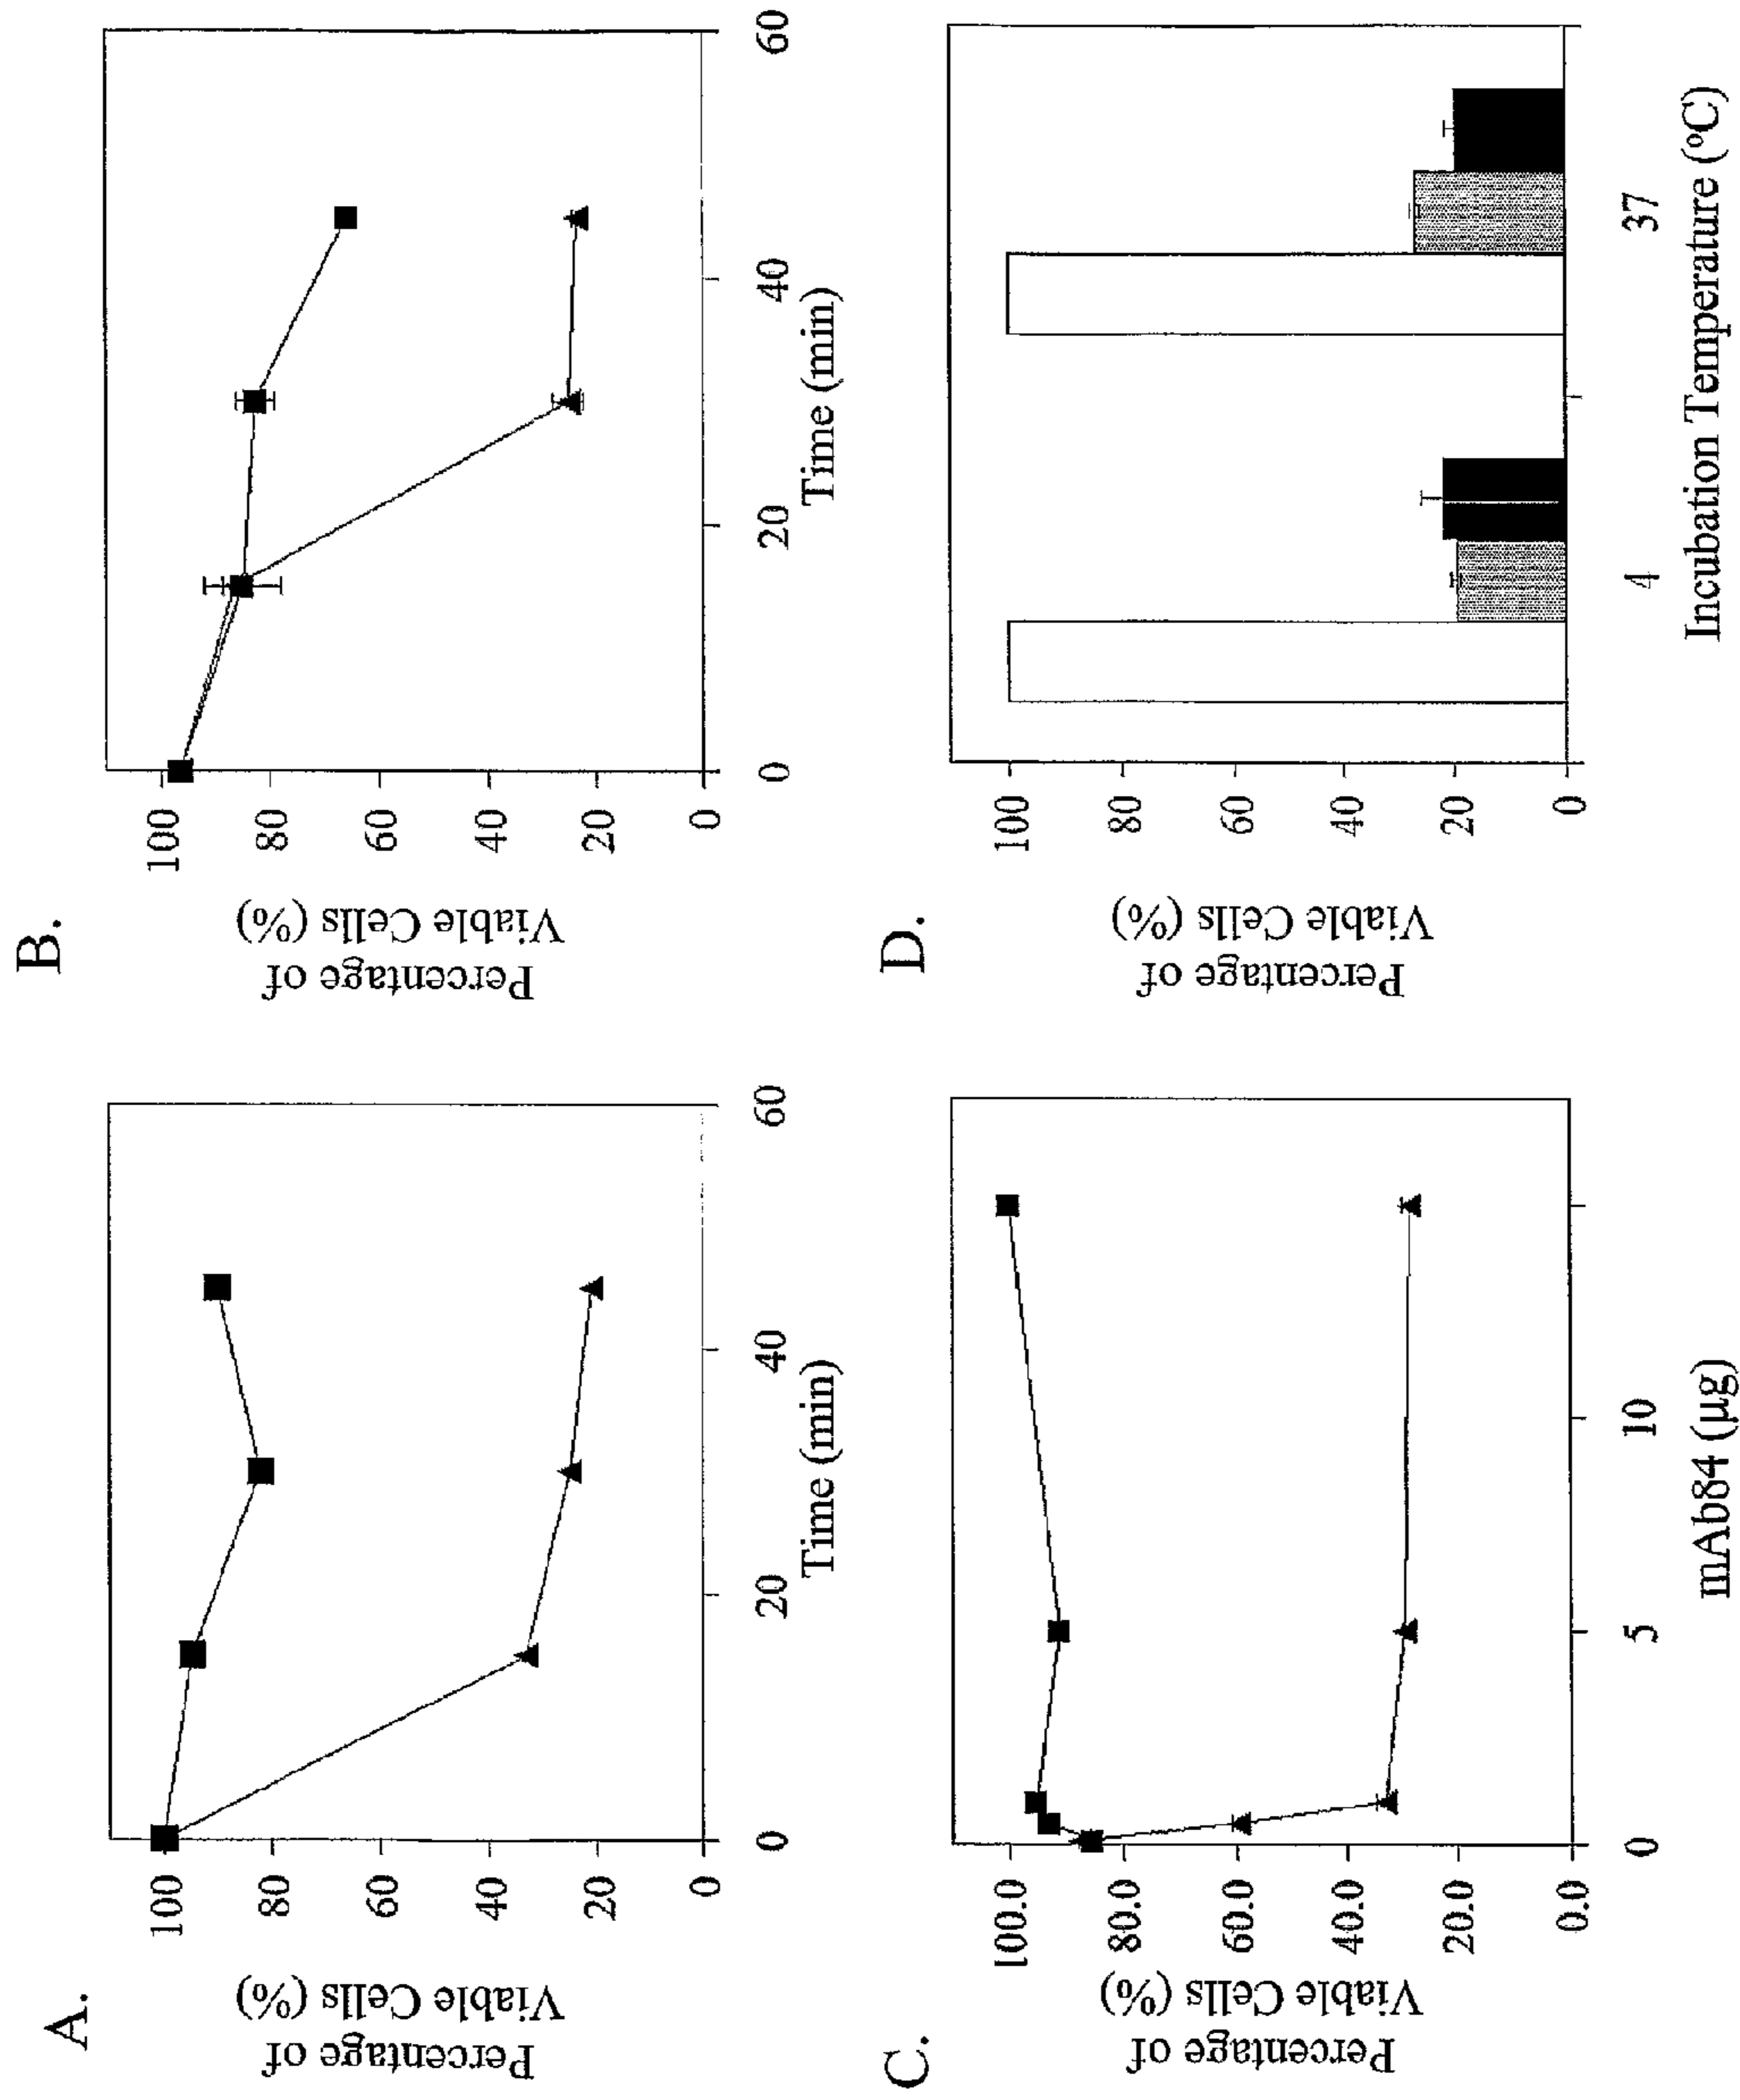 A.
Percentage of
Viable Cells (%)
100
80
60
40
20
0
0 20 40 60
Time (min)
B.
Percentage of
Viable Cells (%)
100
80
60
40
20
0
0 20 40 60
Time (min)
C.
Percentage of
Viable Cells (%)
100.0
80.0
60.0
40.0
20.0
0.0
0 5 10
mAb84 (µg)
D.
Percentage of
Viable Cells (%)
100
80
60
40
20
0
4 37
Incubation Temperature (ºC)